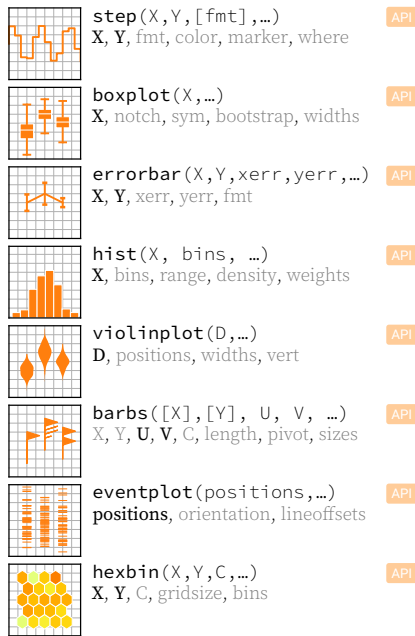 step(X,Y,[fmt],…) API
X, Y, fmt, color, marker, where
boxplot(X,…) API
X, notch, sym, bootstrap, widths
errorbar(X,Y,xerr,yerr,…) API
X, Y, xerr, yerr, fmt
hist(X, bins, …) API
X, bins, range, density, weights
violinplot(D,…) API
D, positions, widths, vert
barbs([X],[Y], U, V, …) API
X, Y, U, V, C, length, pivot, sizes
eventplot(positions,…) API
positions, orientation, lineoffsets
hexbin(X,Y,C,…) API
X, Y, C, gridsize, bins